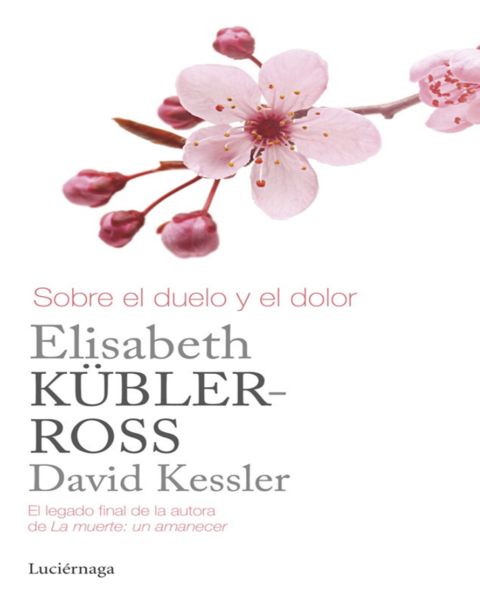 Sobre el duelo y el dolor
Elisabeth
KÜBLER-
ROSS
David Kessler
El legado final de la autora
de La muerte: un amanecer
Luciérnaga